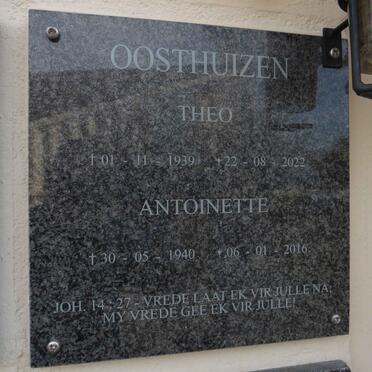 OOSTHUIZEN
THEO
† 01 - 11 - 1939 + 22 - 08 - 2022
ANTOINETTE
† 30 - 05 - 1940 + 06 - 01 - 2016
JOH. 14 : 27 - VREDE LAAT EK VIR JULLE NA;
MY VREDE GEE EK VIR JULLE!